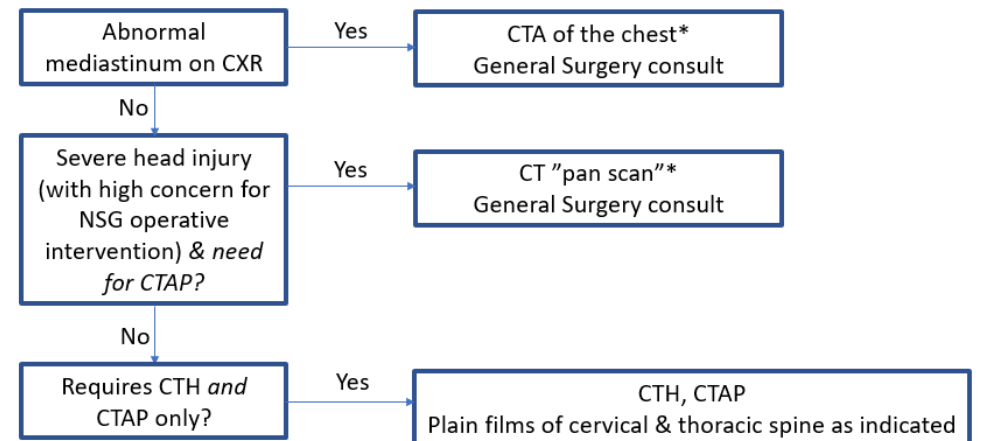 Abnormal
mediastinum on CXR
Yes
CTA of the chest*
General Surgery consult
No
Severe head injury
(with high concern for
NSG operative
intervention) & need
for CTAP?
Yes
CT ”pan scan”*
General Surgery consult
No
Requires CTH and
CTAP only?
Yes
CTH, CTAP
Plain films of cervical & thoracic spine as indicated